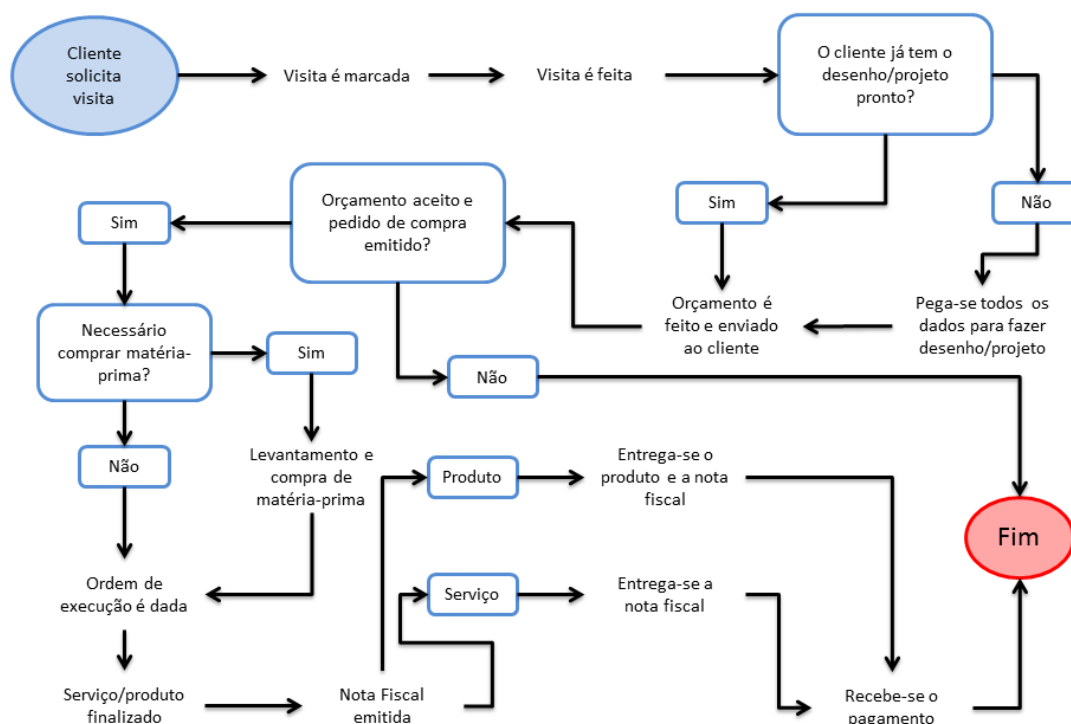 Cliente
solicita
visita
Visita é marcada
Visita é feita
O cliente já tem o
desenho/projeto
pronto?
Sim
Não
Orçamento aceito e
pedido de compra
emitido?
Sim
Orçamento é
feito e enviado
ao cliente
Pega-se todos os
dados para fazer
desenho/projeto
Necessário
comprar matéria-
prima?
Sim
Não
Não
Levantamento e
compra de
matéria-prima
Produto
Entrega-se o
produto e a nota
fiscal
Fim
Ordem de
execução é dada
Serviço
Entrega-se a
nota fiscal
Serviço/produto
finalizado
Nota Fiscal
emitida
Recebe-se o
pagamento